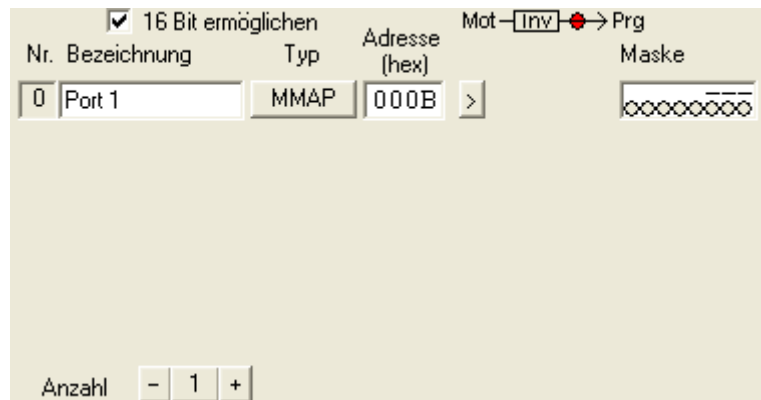 16 Bit ermöglichen
Mot Inv Prg
Nr. Bezeichnung Typ Adresse (hex) Maske
0 Port 1 MMAP 000B >
Anzahl - 1 +